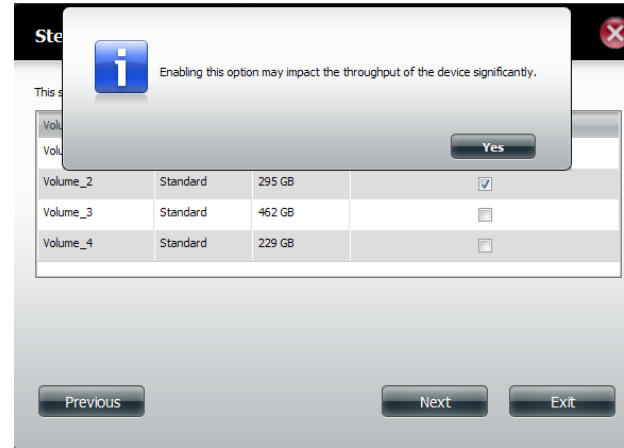 Ste
Enabling this option may impact the throughput of the device significantly.
This s
Volu
Volu
Yes
Volume_2 Standard 295 GB
Volume_3 Standard 462 GB
Volume_4 Standard 229 GB
Previous Next Exit